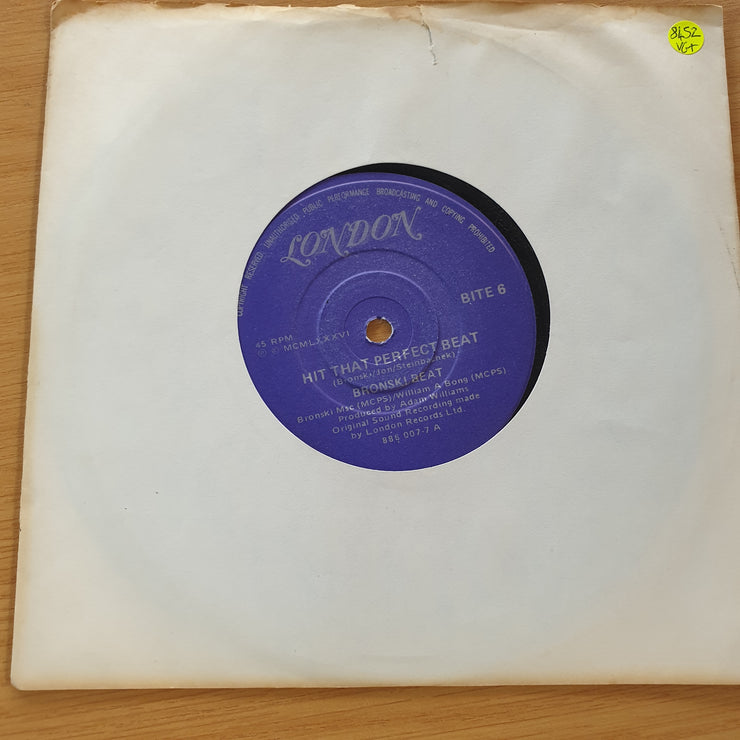 8452
VG+
COPYRIGHT RESERVED. UNAUTHORISED PUBLIC PERFORMANCE BROADCASTING AND COPYING PROHIBITED
LONDON
BITE 6
45 RPM
Ⓟ © MCMLXXXVI
HIT THAT PERFECT BEAT
(Bronski/Jon/Steinbachek)
BRONSKI BEAT
Bronski Msc (MCPS)/William A Bong (MCPS)
Produced by Adam Williams
Original Sound Recording made
by London Records Ltd.
886 007-7 A